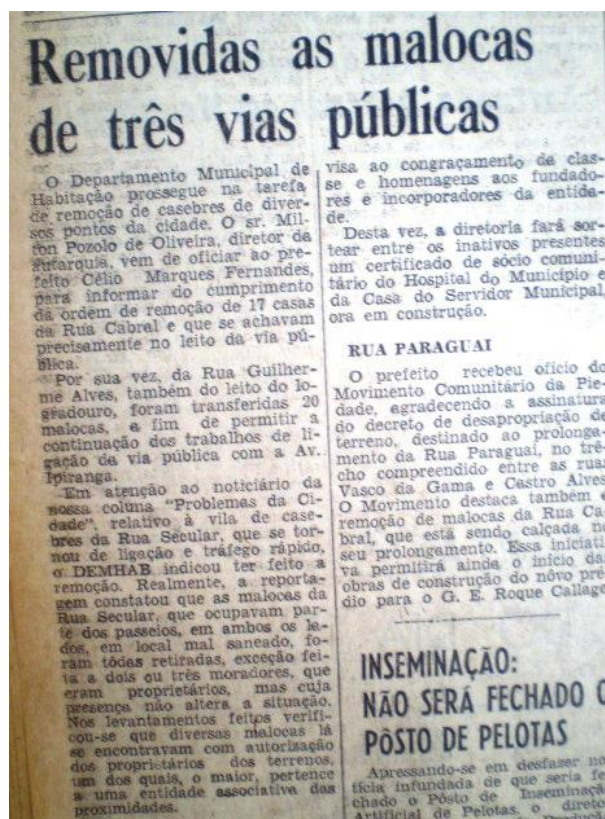 Removidas as malocas
de três vias públicas
O Departamento Municipal de
Habitação prossegue na tarefa
de remoção de casebres de diver-
sos pontos da cidade. O sr. Mil-
ton Pozolo de Oliveira, diretor da
autarquia, vem de oficiar ao pre-
feito Célio Marques Fernandes,
para informar do cumprimento
da ordem de remoção de 17 casas
da Rua Cabral e que se achavam
precisamente no leito da via pú-
blica.
Por sua vez, da Rua Guilher-
me Alves, também do leito do lo-
gradouro, foram transferidas 20
malocas, a fim de permitir a
continuação dos trabalhos de li-
gação da via pública com a Av.
Ipiranga.
Em atenção ao noticiário da
nossa coluna "Problemas da Ci-
dade", relativo à vila de case-
bres da Rua Secular, que se tor-
nou de ligação e tráfego rápido,
o DEMHAB indicou ter feito a
remoção. Realmente, a reporta-
gem constatou que as malocas da
Rua Secular, que ocupavam par-
te dos passeios, em ambos os la-
dos, em local mal saneado, fo-
ram tôdas retiradas, exceção fei-
ta a dois ou três moradores, que
eram proprietários, mas cuja
presença não altera a situação.
Nos levantamentos feitos verifi-
cou-se que diversas malocas lá
se encontravam com autorização
dos proprietários dos terrenos,
um dos quais, o maior, pertence
a uma entidade associativa das
proximidades.
visa ao congraçamento da clas-
se e homenagens aos fundado-
res e incorporadores da entida-
de.
Desta vez, a diretoria fará sor-
tear entre os inativos presentes
um certificado de sócio comuni-
tário do Hospital do Município e
da Casa do Servidor Municipal,
ora em construção.
RUA PARAGUAI
O prefeito recebeu ofício do
Movimento Comunitário da Pie-
dade, agradecendo a assinatura
do decreto de desapropriação de
terreno, destinado ao prolonga-
mento da Rua Paraguai, no trê-
cho compreendido entre as ruas
Vasco da Gama e Castro Alves
O Movimento destaca também
remoção de malocas da Rua Ca-
bral, que está sendo calçada no
seu prolongamento. Essa iniciati-
va permitirá ainda o início das
obras de construção do nôvo pré-
dio para o G. E. Roque Callage
INSEMINAÇÃO:
NÃO SERÁ FECHADO O
PÔSTO DE PELOTAS
Apressando-se em desfazer no-
tícia infundada de que seria fe-
chado o Pôsto de Inseminação
Artificial de Pelotas, o diretor